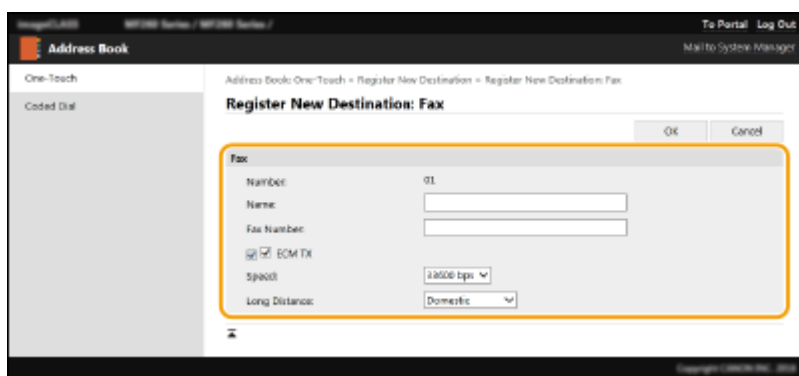 To Portal Log Out
Address Book
Mail to System Manager
One-Touch
Coded Dial
Address Book: One-Touch > Register New Destination > Register New Destination: Fax
Register New Destination: Fax
OK Cancel
Fax
Number: 01
Name:
Fax Number:
ECM TX
Speed: 33600 bps
Long Distance: Domestic